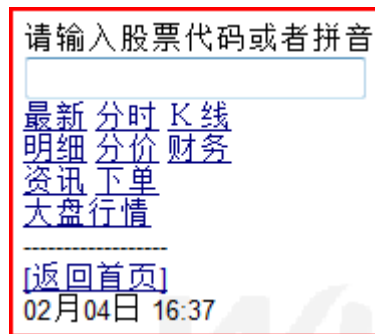 请输入股票代码或者拼音
最新 分时 K线
明细 分价 财务
资讯 下单
大盘行情
------------------
[返回首页]
02月04日 16:37